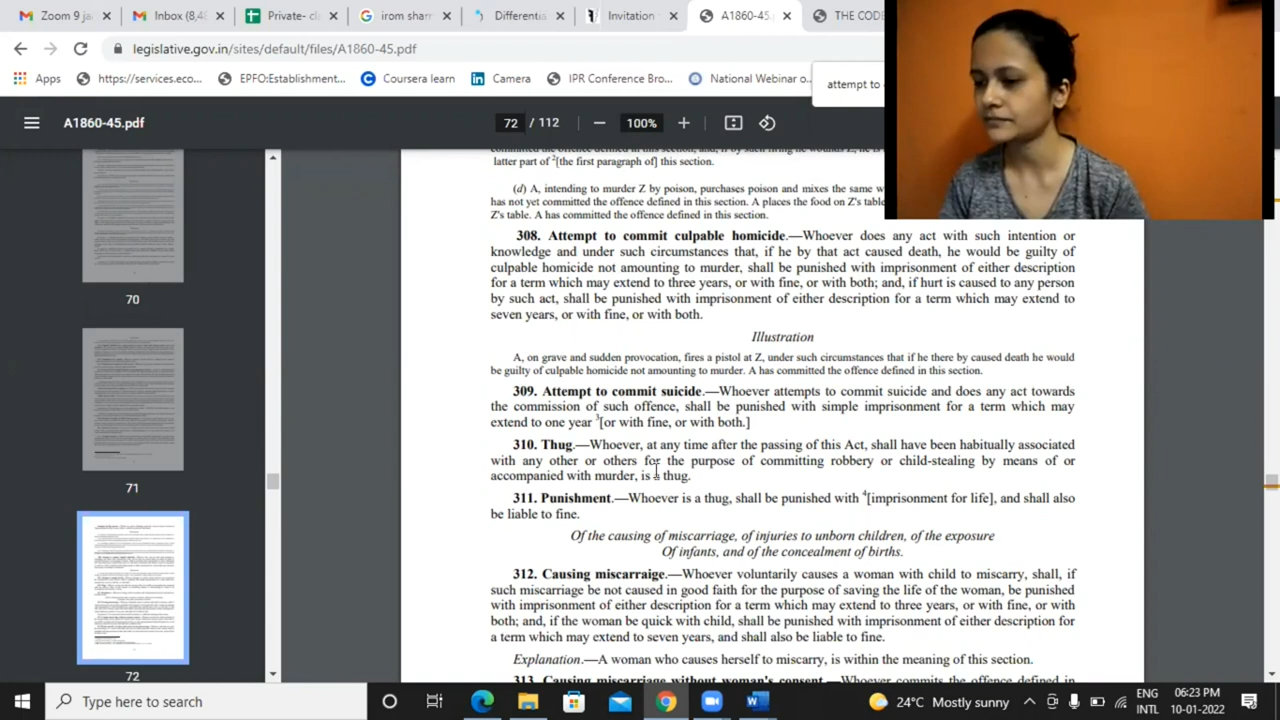 Zoom 9 ja
Inbox (8,48
Private- cl
irom sharr
Differentia
Invitation
A1860-45.p
THE CODE
legislative.gov.in/sites/default/files/A1860-45.pdf
Apps
https://services.eco...
EPFO:Establishment...
Coursera learn
Camera
IPR Conference Bro...
National Webinar o...
attempt to
A1860-45.pdf
72 / 112
100%
latter part of 2[the first paragraph of] this section.
(d) A, intending to murder Z by poison, purchases poison and mixes the same w
has not yet committed the offence defined in this section. A places the food on Z's table
Z's table. A has committed the offence defined in this section.
308. Attempt to commit culpable homicide.—Whoever does any act with such intention or
knowledge and under such circumstances that, if he by that act caused death, he would be guilty of
culpable homicide not amounting to murder, shall be punished with imprisonment of either description
for a term which may extend to three years, or with fine, or with both; and, if hurt is caused to any person
by such act, shall be punished with imprisonment of either description for a term which may extend to
seven years, or with fine, or with both.
Illustration
A, on grave and sudden provocation, fires a pistol at Z, under such circumstances that if he there by caused death he would
be guilty of culpable homicide not amounting to murder. A has committed the offence defined in this section.
309. Attempt to commit suicide.—Whoever attempts to commit suicide and does any act towards
the commission of such offence, shall be punished with simple imprisonment for a term which may
extend to one year 3[or with fine, or with both.]
310. Thug.—Whoever, at any time after the passing of this Act, shall have been habitually associated
with any other or others for the purpose of committing robbery or child-stealing by means of or
accompanied with murder, is a thug.
311. Punishment.—Whoever is a thug, shall be punished with 4[imprisonment for life], and shall also
be liable to fine.
Of the causing of miscarriage, of injuries to unborn children, of the exposure
Of infants, and of the concealment of births.
312. Causing miscarraige.—Whoever voluntarily causes a woman with child to miscarry, shall, if
such miscarriage be not caused in good faith for the purpose of saving the life of the woman, be punished
with imprisonment of either description for a term which may extend to three years, or with fine, or with
both; and, if the woman be quick with child, shall be punished with imprisonment of either description for
a term which may extend to seven years, and shall also be liable to fine.
Explanation.—A woman who causes herself to miscarry, is within the meaning of this section.
313. Causing miscarriage without woman's consent.—Whoever commits the offence defined in
70
71
72
Type here to search
24°C Mostly sunny
ENG
INTL
06:23 PM
10-01-2022